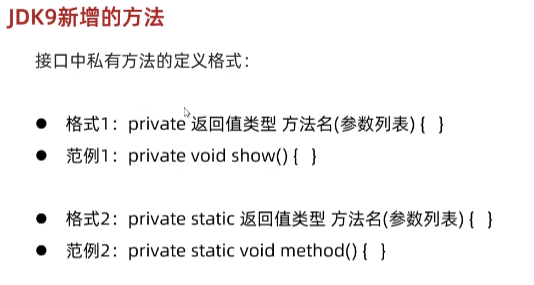 JDK9新增的方法
接口中私有方法的定义格式：
● 格式1：private 返回值类型 方法名(参数列表) { }
● 范例1：private void show() { }
● 格式2：private static 返回值类型 方法名(参数列表) { }
● 范例2：private static void method() { }